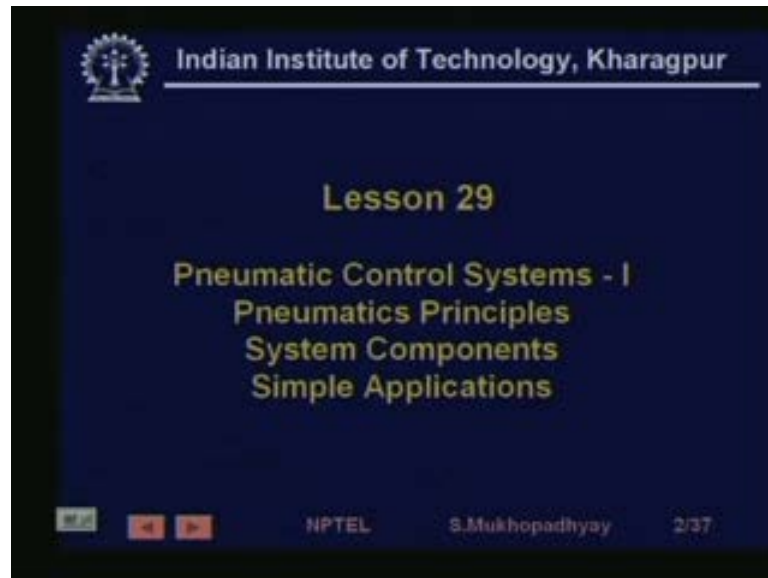 Indian Institute of Technology, Kharagpur
Lesson 29
Pneumatic Control Systems - I
Pneumatics Principles
System Components
Simple Applications
NPTEL S.Mukhopadhyay 2/37